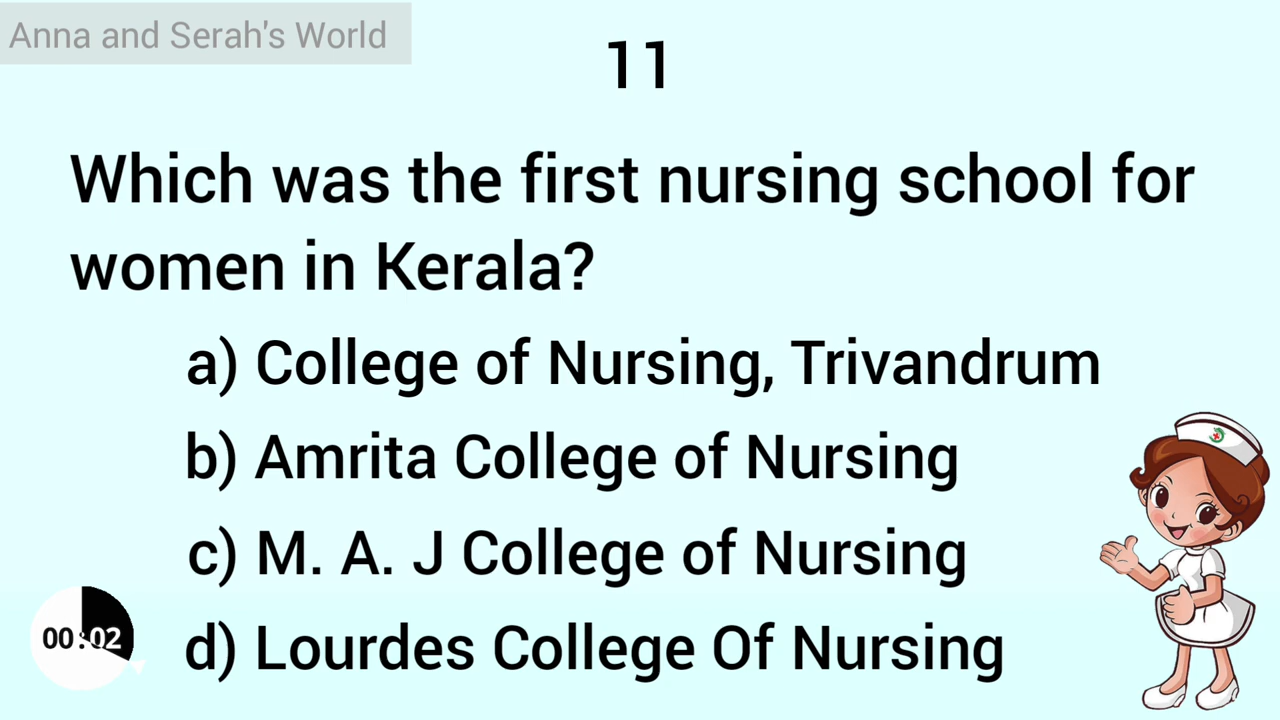 Anna and Serah's World
11
Which was the first nursing school for
women in Kerala?
a) College of Nursing, Trivandrum
b) Amrita College of Nursing
c) M. A. J College of Nursing
d) Lourdes College Of Nursing
00:02